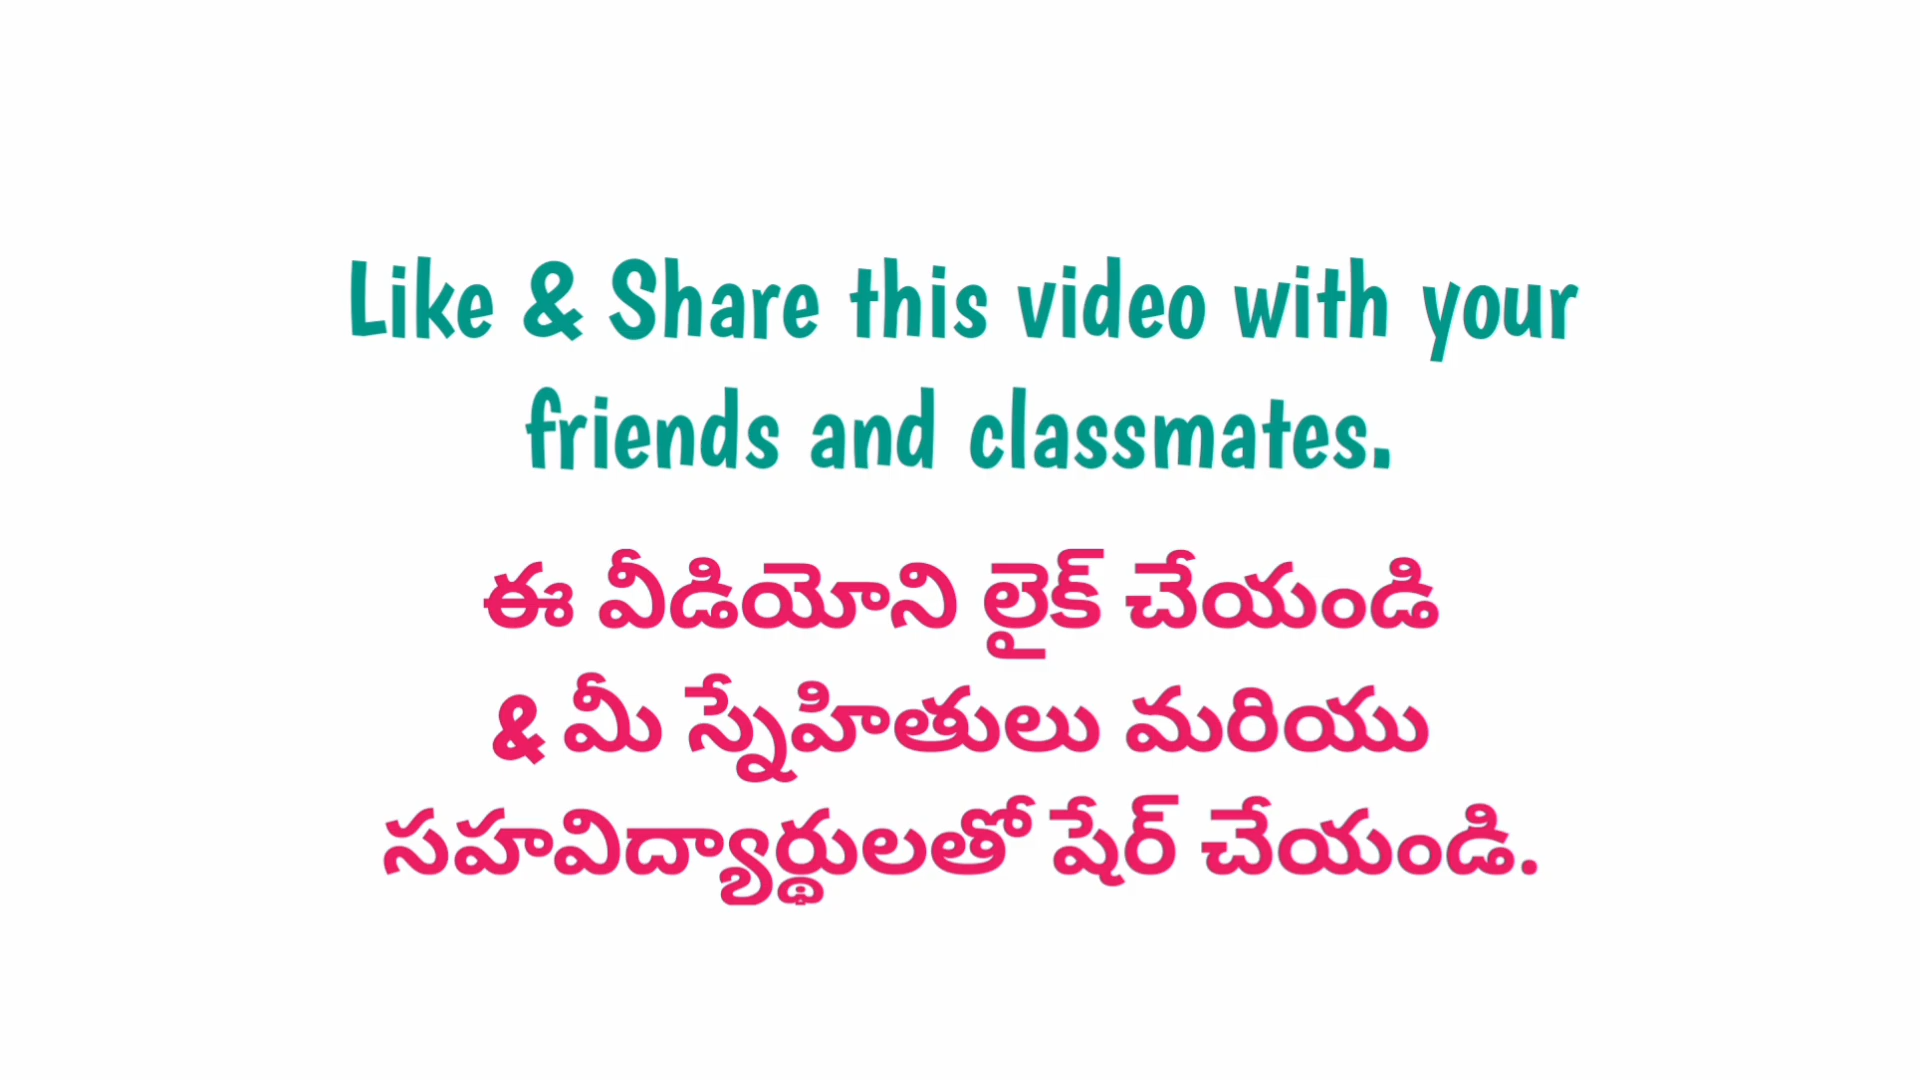 Like & Share this video with your
friends and classmates.
ఈ వీడియోని లైక్ చేయండి
& మీ స్నేహితులు మరియు
సహవిద్యార్థులతో షేర్ చేయండి.